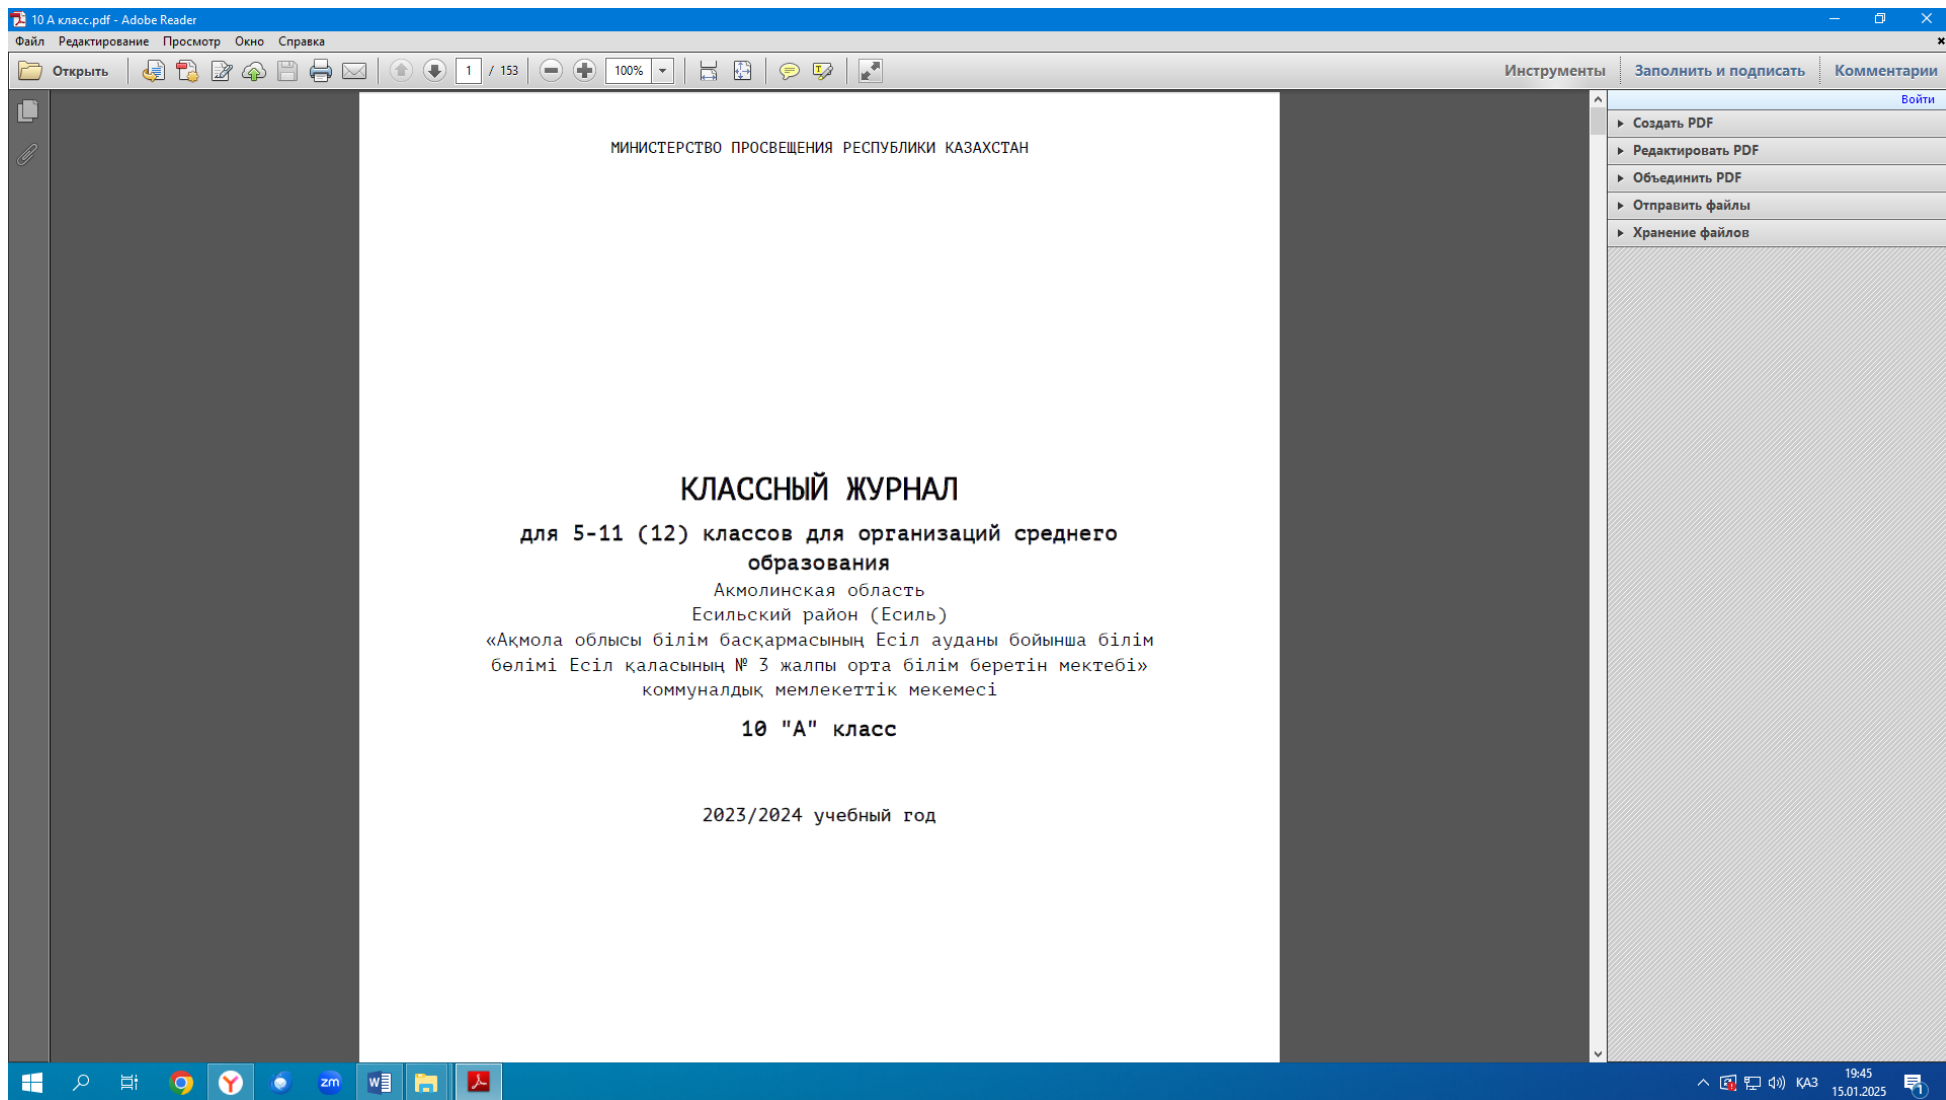 10 А класс.pdf - Adobe Reader
Файл Редактирование Просмотр Окно Справка
Открыть 1 / 153 100% Инструменты Заполнить и подписать Комментарии
Войти
Создать PDF
Редактировать PDF
Объединить PDF
Отправить файлы
Хранение файлов
МИНИСТЕРСТВО ПРОСВЕЩЕНИЯ РЕСПУБЛИКИ КАЗАХСТАН
КЛАССНЫЙ ЖУРНАЛ
для 5-11 (12) классов для организаций среднего
образования
Акмолинская область
Есильский район (Есиль)
«Ақмола облысы білім басқармасының Есіл ауданы бойынша білім
бөлімі Есіл қаласының № 3 жалпы орта білім беретін мектебі»
коммуналдық мемлекеттік мекемесі
10 "А" класс
2023/2024 учебный год
zm
ҚАЗ
19:45
15.01.2025
1